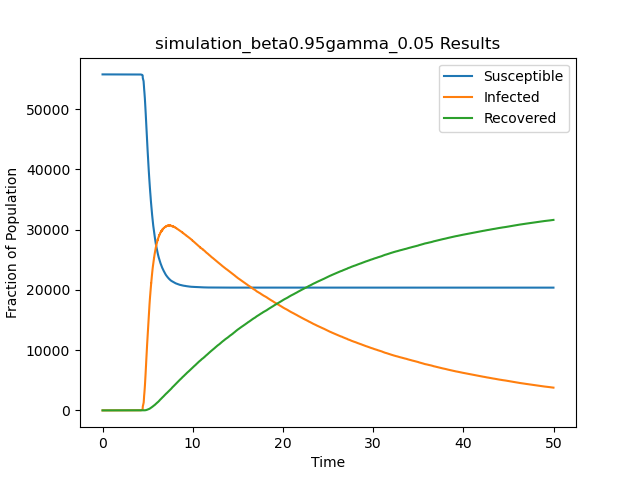 simulation_beta0.95gamma_0.05 Results
Susceptible
Infected
Recovered
Fraction of Population
50000
40000
30000
20000
10000
0
0 10 20 30 40 50
Time